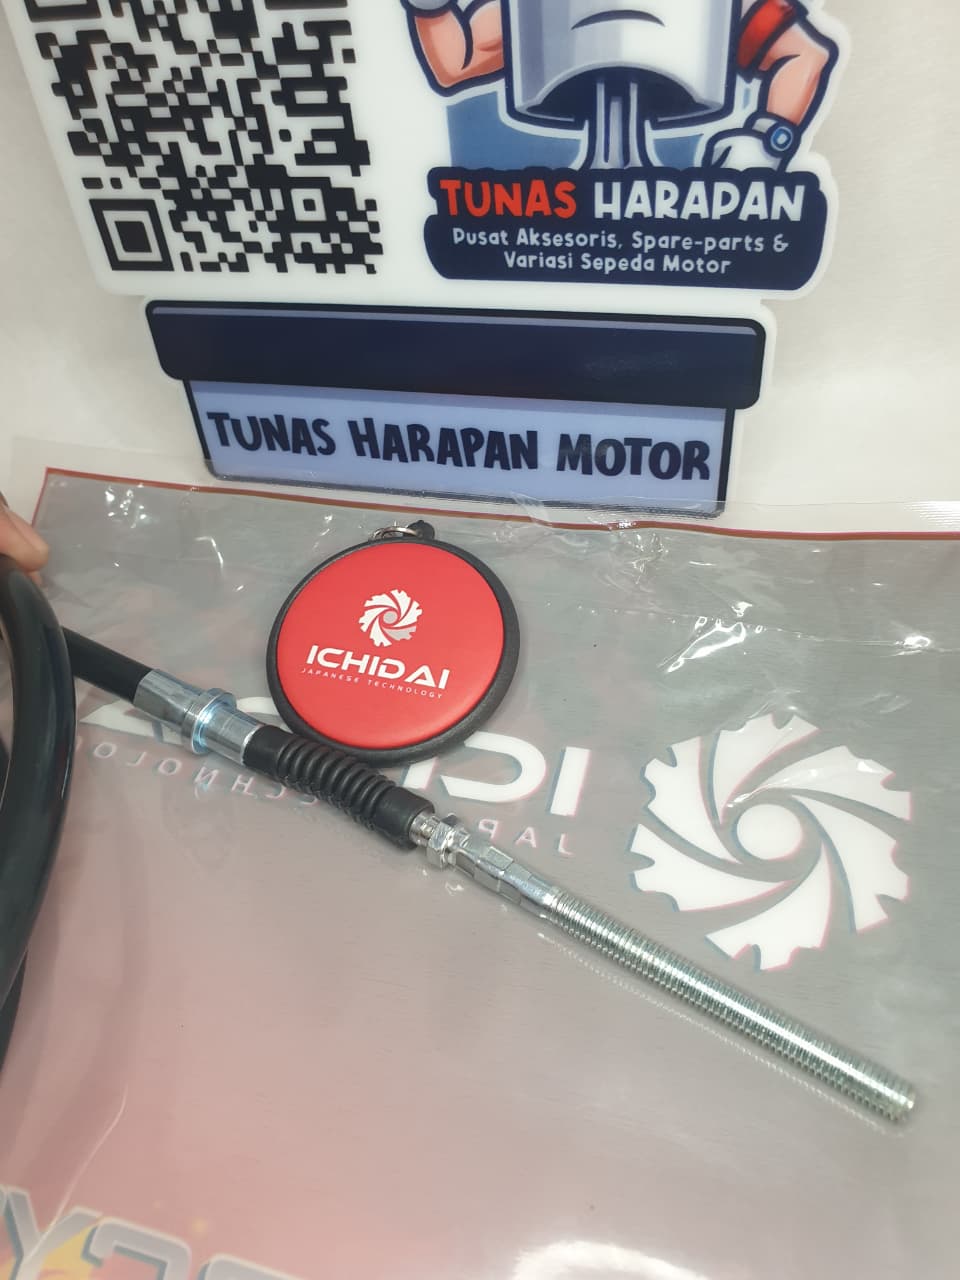 TUNAS HARAPAN
Pusat Aksesoris, Spare-parts &
Variasi Sepeda Motor
TUNAS HARAPAN MOTOR
ICHIDAI
JAPANESE TECHNOLOGY